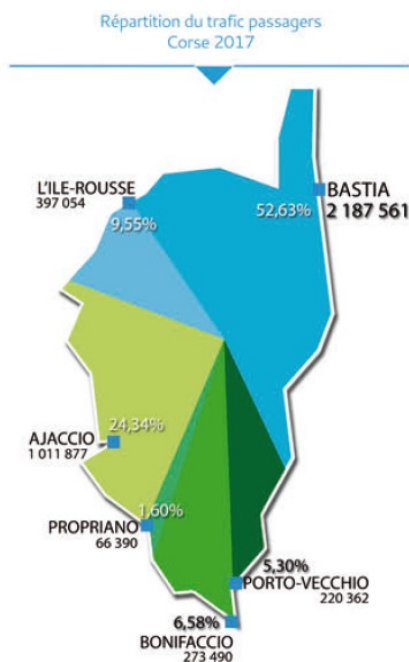 Répartition du trafic passagers
Corse 2017
L'ILE-ROUSSE
397 054
9,55%
BASTIA
52,63%
2 187 561
24,34%
AJACCIO
1 011 877
1,60%
PROPRIANO
66 390
5,30%
PORTO-VECCHIO
220 362
6,58%
BONIFACCIO
273 490